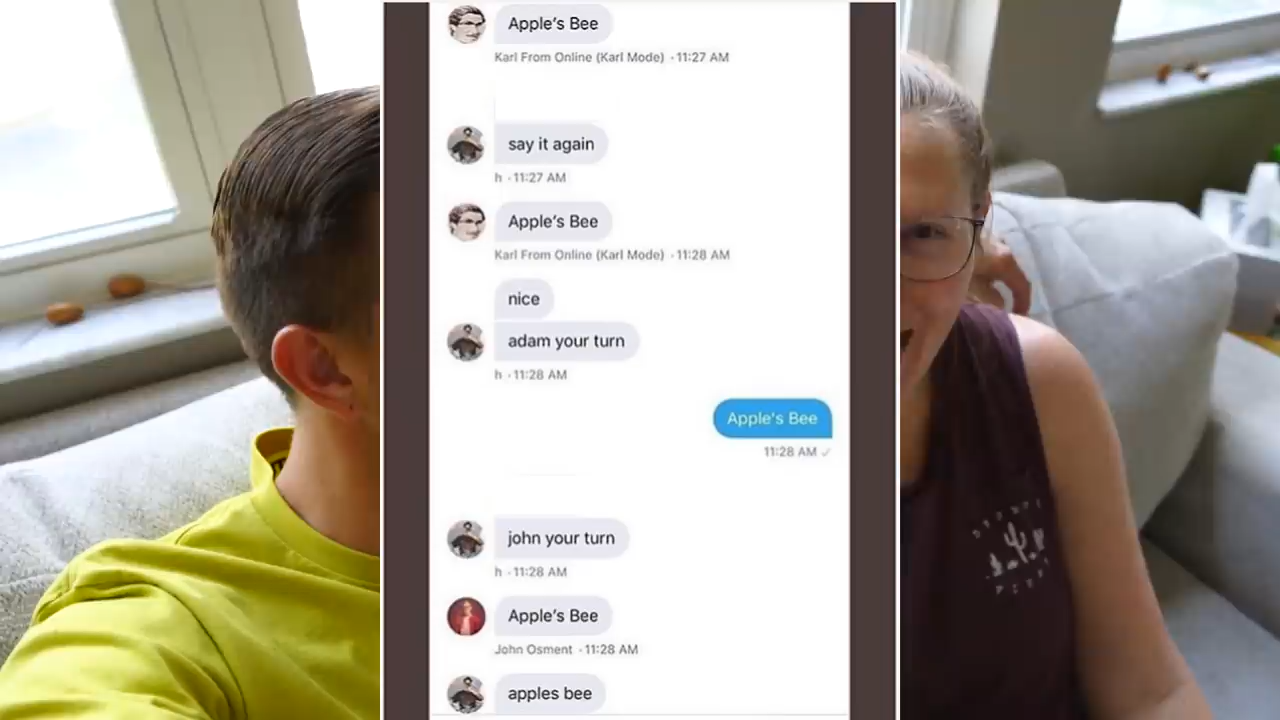 Apple's Bee
Karl From Online (Karl Mode) · 11:27 AM
say it again
h · 11:27 AM
Apple's Bee
Karl From Online (Karl Mode) · 11:28 AM
nice
adam your turn
h · 11:28 AM
Apple's Bee
11:28 AM ✓
john your turn
h · 11:28 AM
Apple's Bee
John Osment · 11:28 AM
apples bee